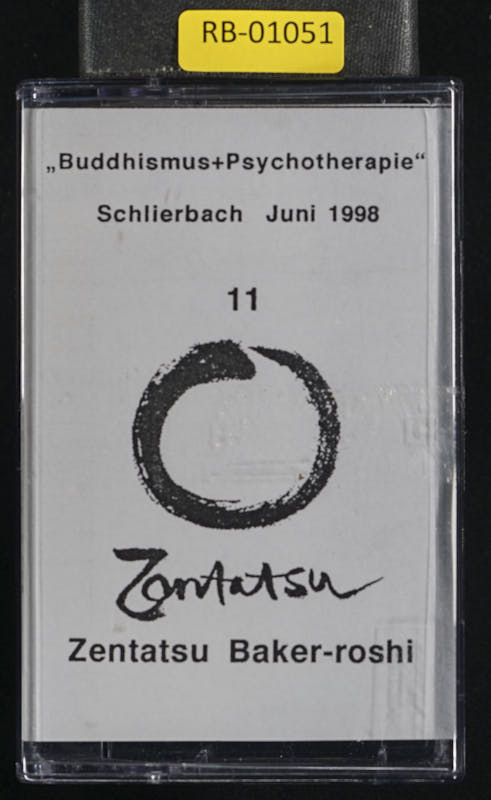 RB-01051
„Buddhismus+Psychotherapie“
Schlierbach Juni 1998
11
Zentatsu
Zentatsu Baker-roshi